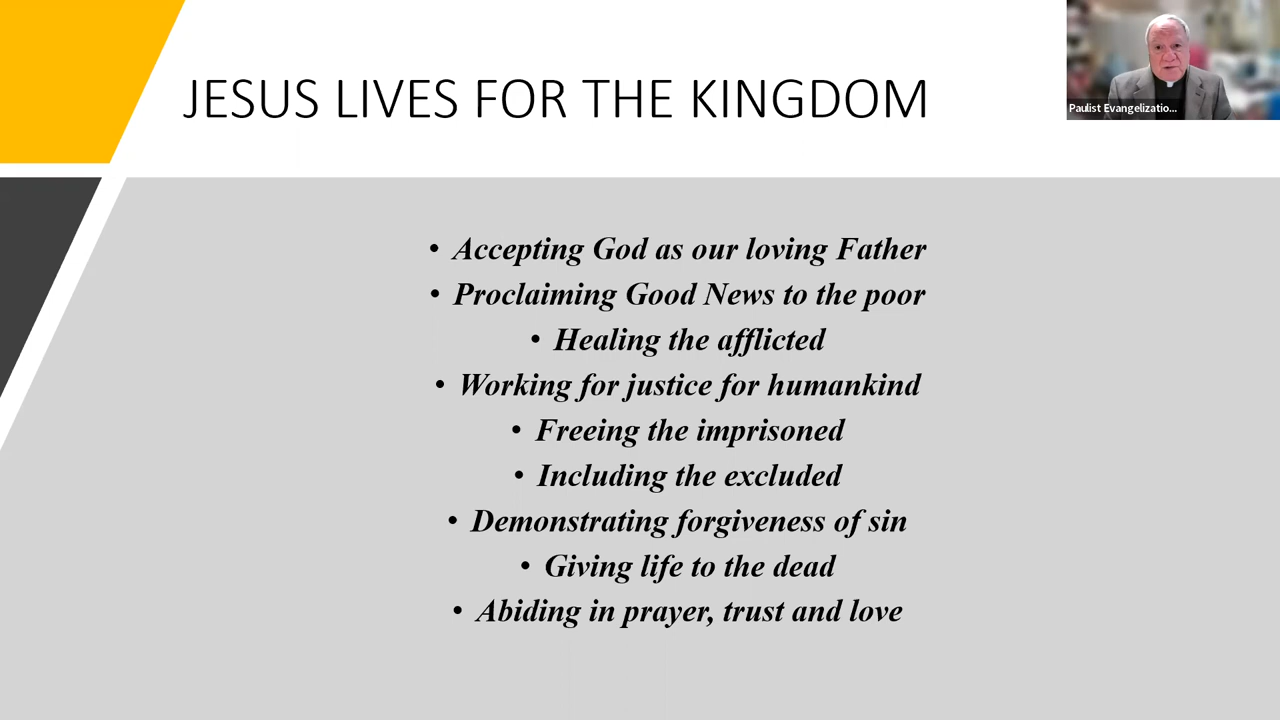 JESUS LIVES FOR THE KINGDOM
Paulist Evangelizatio...
• Accepting God as our loving Father
• Proclaiming Good News to the poor
• Healing the afflicted
• Working for justice for humankind
• Freeing the imprisoned
• Including the excluded
• Demonstrating forgiveness of sin
• Giving life to the dead
• Abiding in prayer, trust and love